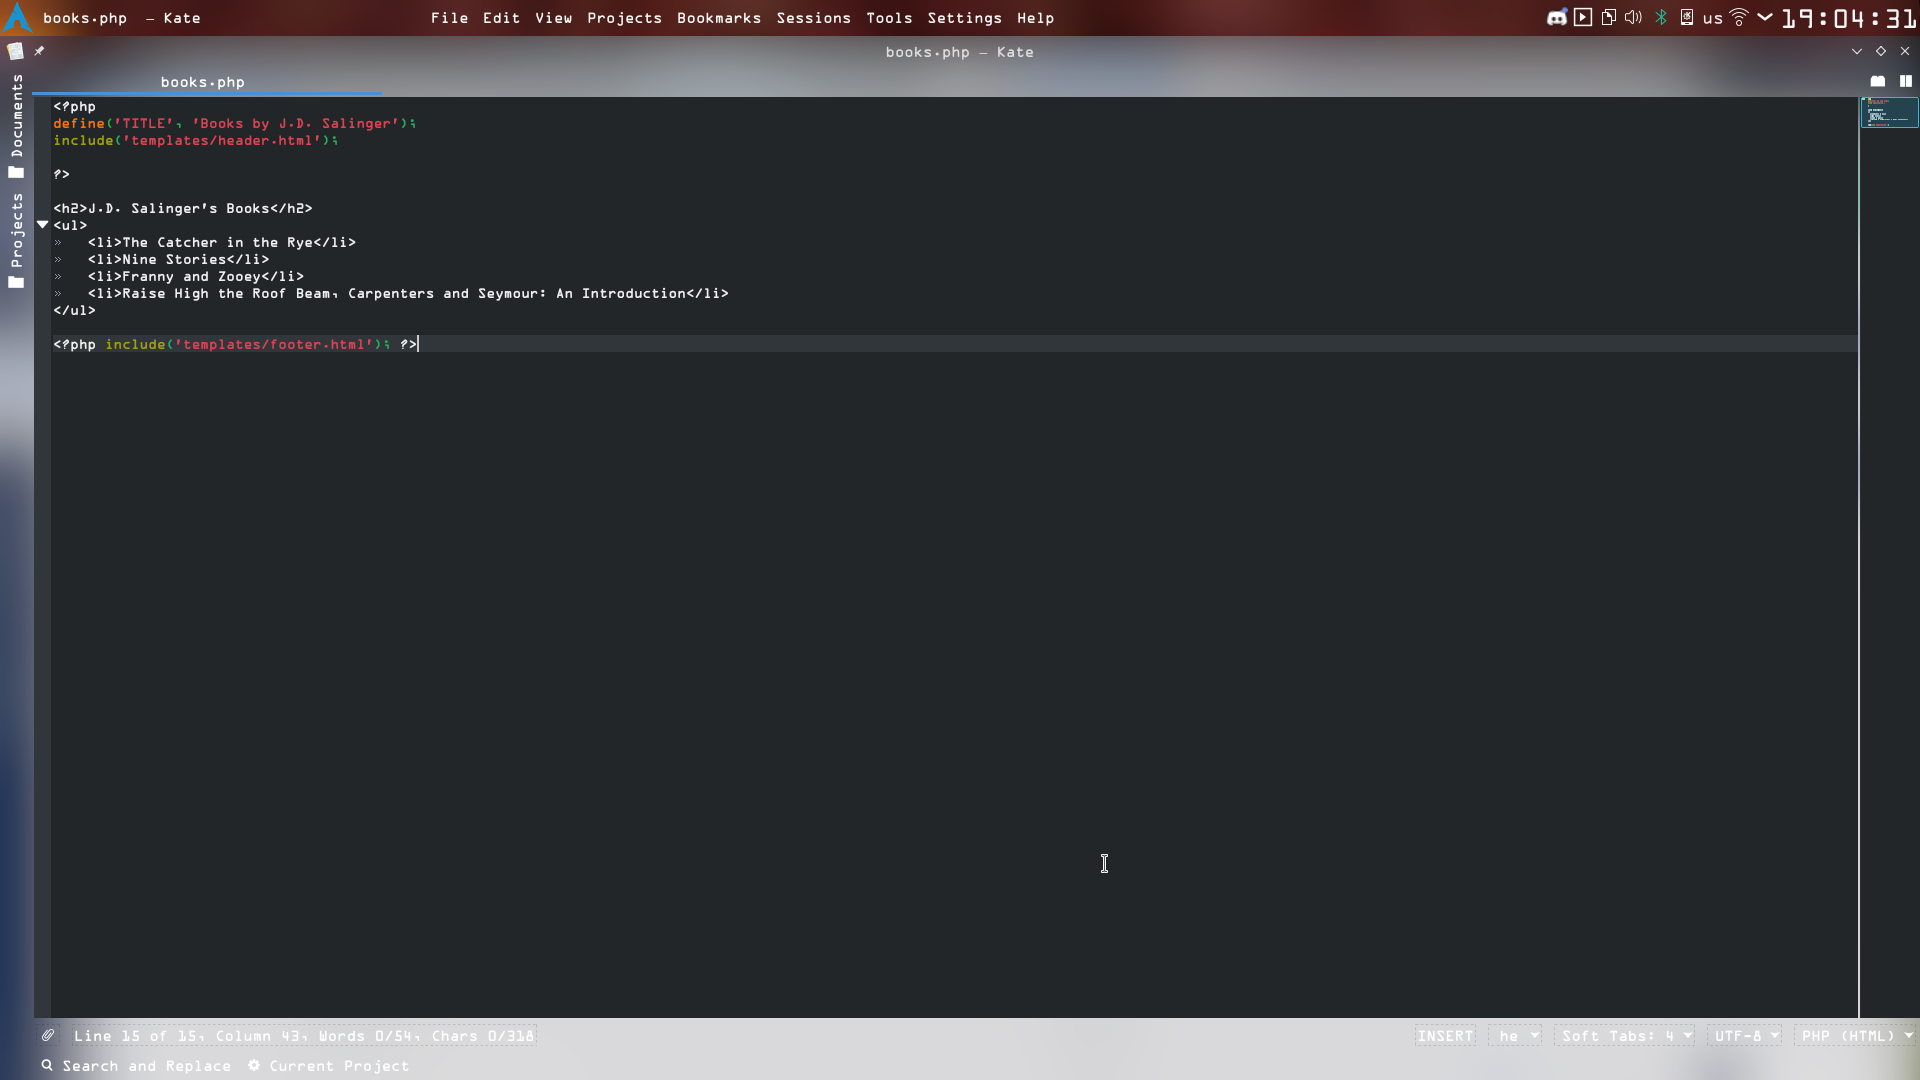 books.php  – Kate
File Edit View Projects Bookmarks Sessions Tools Settings Help
us
19:04:31
books.php – Kate
books.php
Documents
Projects
<?php
define('TITLE', 'Books by J.D. Salinger');
include('templates/header.html');
?>
<h2>J.D. Salinger's Books</h2>
<ul>
»   <li>The Catcher in the Rye</li>
»   <li>Nine Stories</li>
»   <li>Franny and Zooey</li>
»   <li>Raise High the Roof Beam, Carpenters and Seymour: An Introduction</li>
</ul>
<?php include('templates/footer.html'); ?>
Line 15 of 15, Column 43, Words 0/54, Chars 0/318
INSERT
he
Soft Tabs: 4
UTF-8
PHP (HTML)
Search and Replace
Current Project